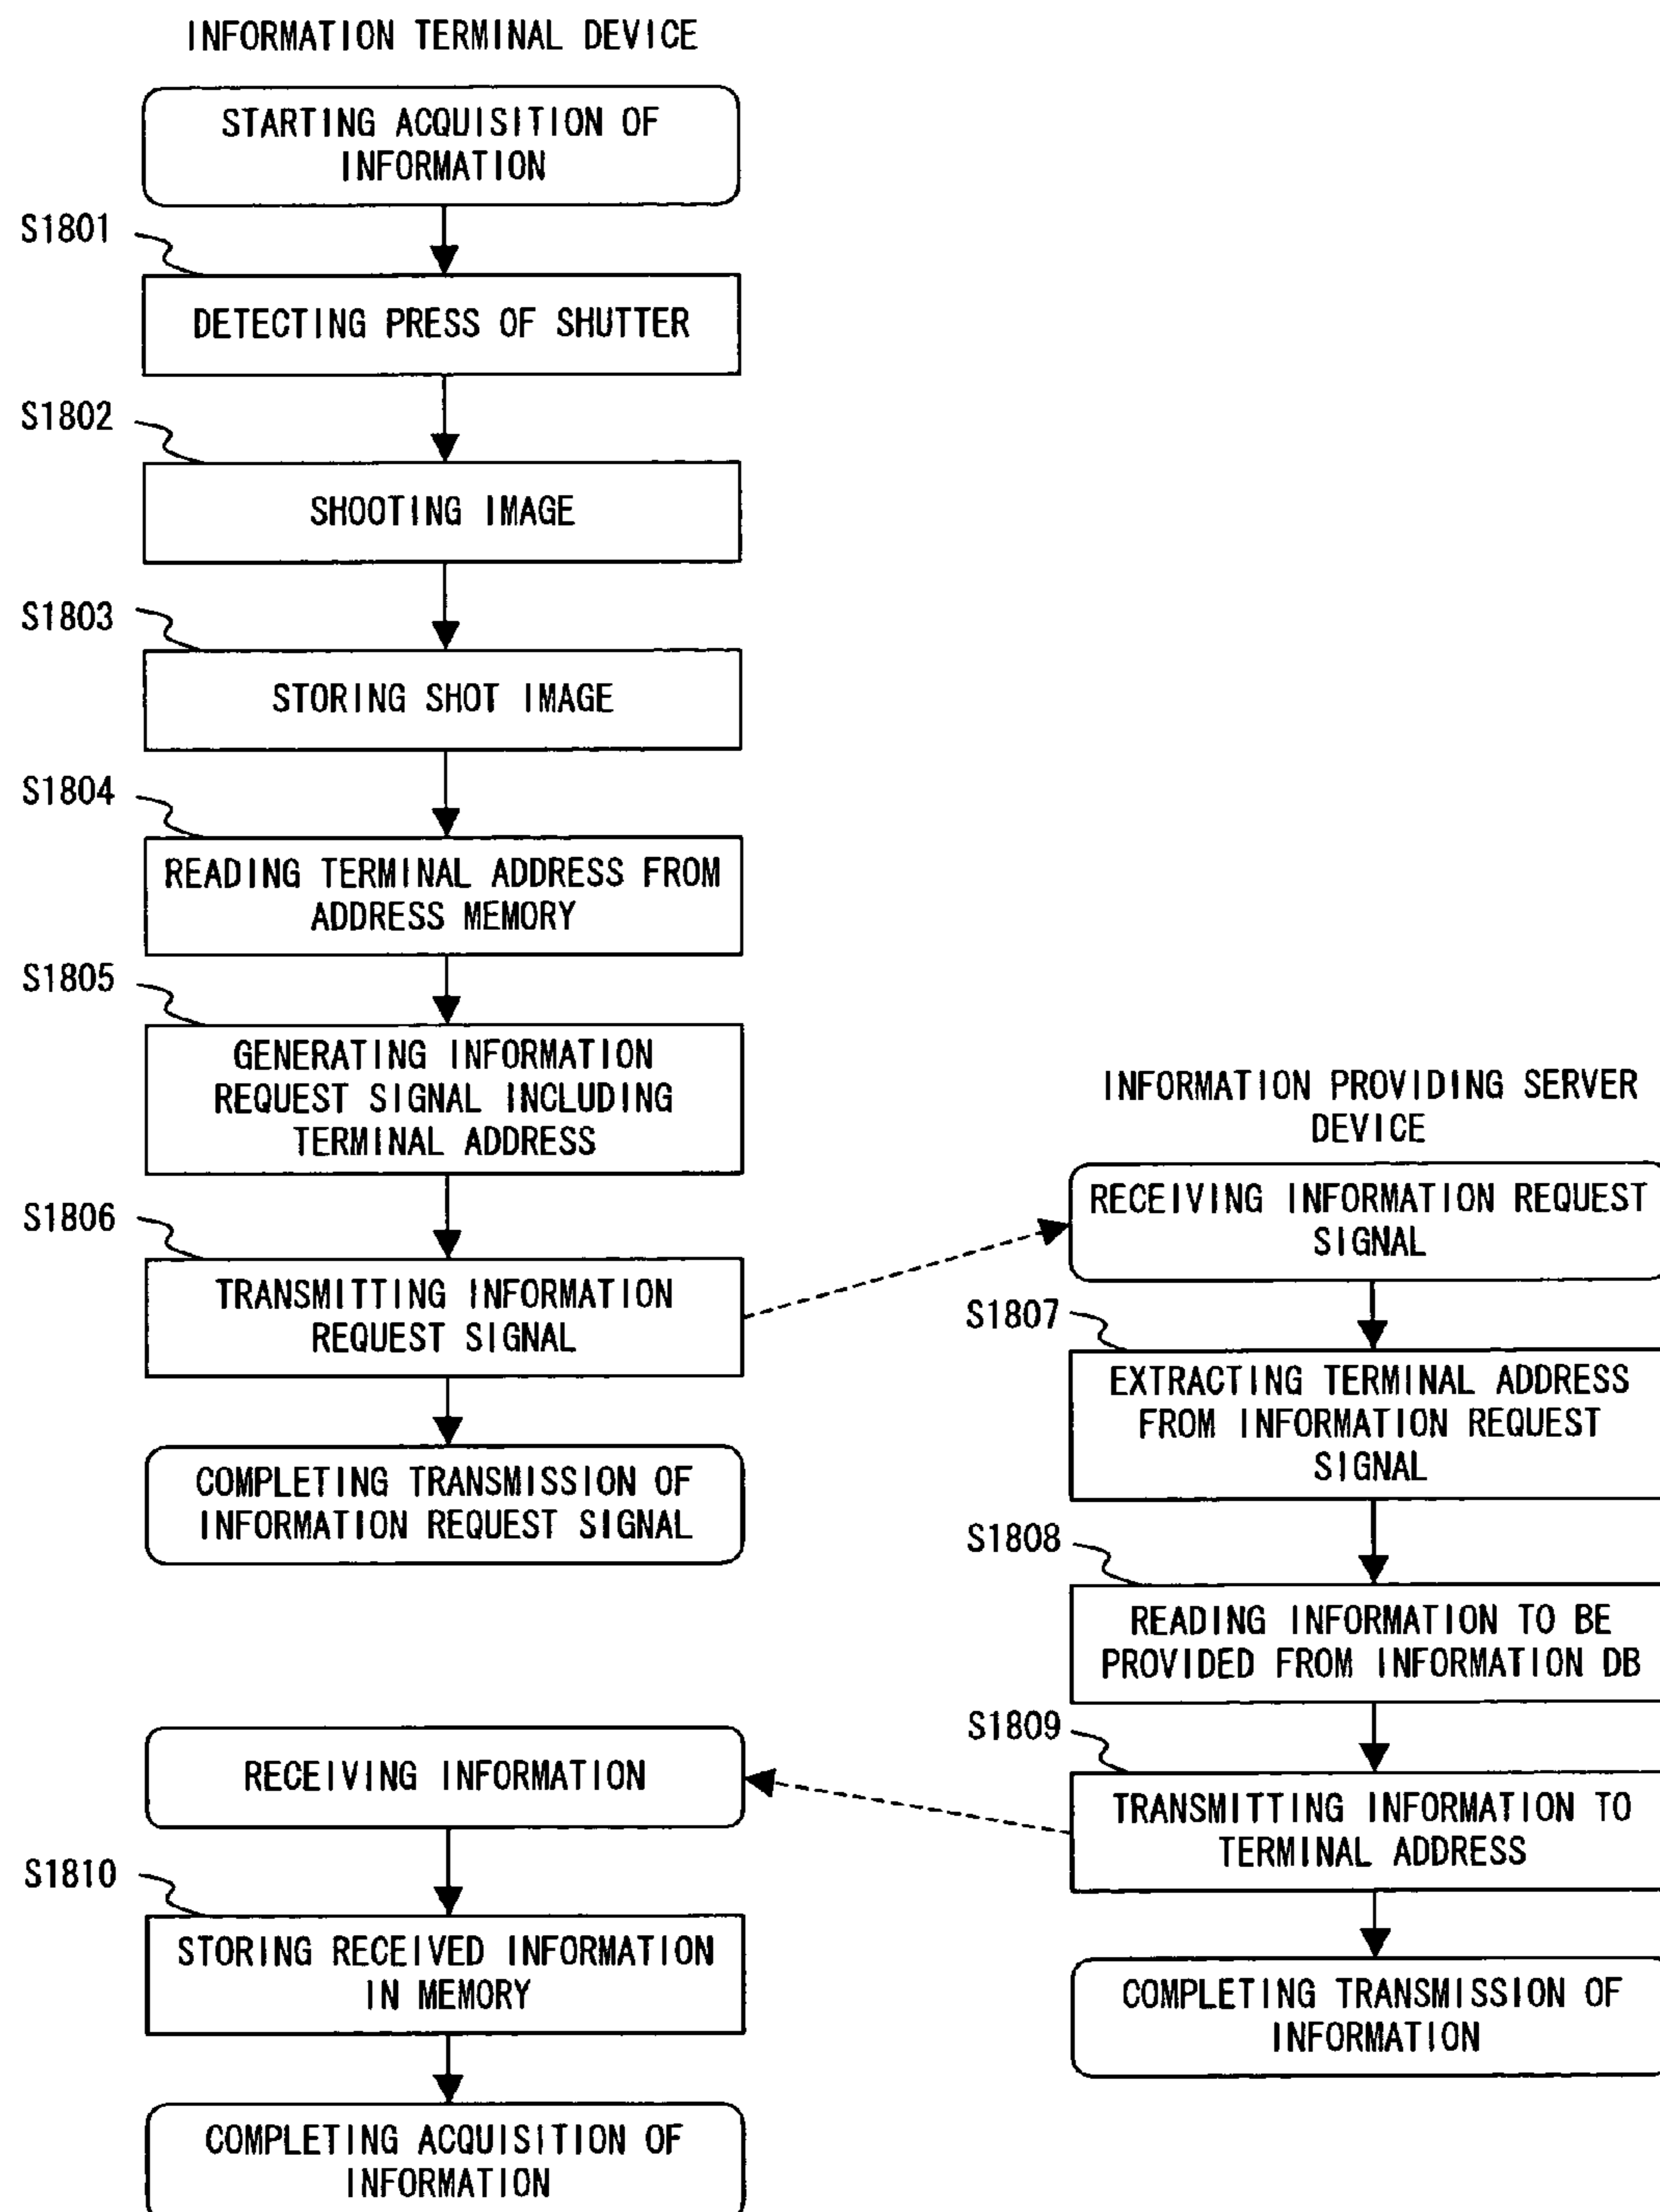 INFORMATION TERMINAL DEVICE
STARTING ACQUISITION OF
INFORMATION
S1801
DETECTING PRESS OF SHUTTER
S1802
SHOOTING IMAGE
S1803
STORING SHOT IMAGE
S1804
READING TERMINAL ADDRESS FROM
ADDRESS MEMORY
S1805
GENERATING INFORMATION
REQUEST SIGNAL INCLUDING
TERMINAL ADDRESS
S1806
TRANSMITTING INFORMATION
REQUEST SIGNAL
COMPLETING TRANSMISSION OF
INFORMATION REQUEST SIGNAL
INFORMATION PROVIDING SERVER
DEVICE
RECEIVING INFORMATION REQUEST
SIGNAL
S1807
EXTRACTING TERMINAL ADDRESS
FROM INFORMATION REQUEST
SIGNAL
S1808
READING INFORMATION TO BE
PROVIDED FROM INFORMATION DB
S1809
TRANSMITTING INFORMATION TO
TERMINAL ADDRESS
COMPLETING TRANSMISSION OF
INFORMATION
RECEIVING INFORMATION
S1810
STORING RECEIVED INFORMATION
IN MEMORY
COMPLETING ACQUISITION OF
INFORMATION